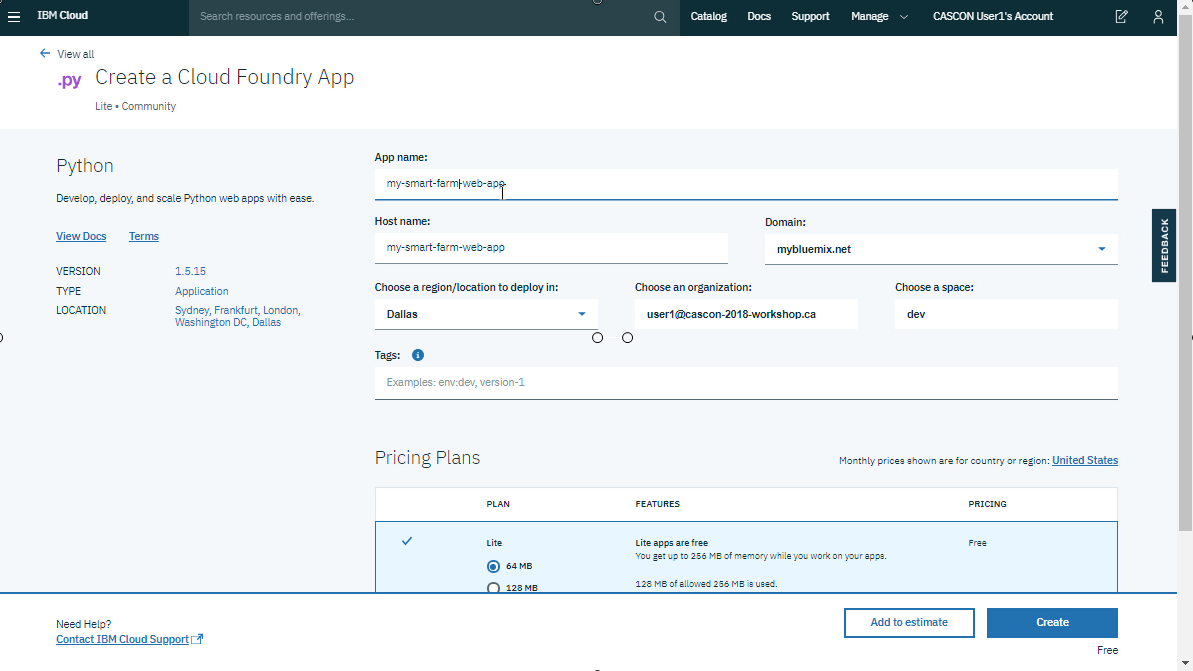 IBM Cloud
Search resources and offerings...
Catalog
Docs
Support
Manage
CASCON User1's Account
View all
.py
Create a Cloud Foundry App
Lite • Community
Python
Develop, deploy, and scale Python web apps with ease.
View Docs
Terms
VERSION 1.5.15
TYPE Application
LOCATION Sydney, Frankfurt, London,
Washington DC, Dallas
App name:
my-smart-farm-web-app
Host name:
my-smart-farm-web-app
Domain:
mybluemix.net
Choose a region/location to deploy in:
Dallas
Choose an organization:
user1@cascon-2018-workshop.ca
Choose a space:
dev
Tags:
Examples: env:dev, version-1
FEEDBACK
Pricing Plans
Monthly prices shown are for country or region: United States
PLAN FEATURES PRICING
Lite
64 MB
128 MB
Lite apps are free
You get up to 256 MB of memory while you work on your apps.
128 MB of allowed 256 MB is used.
Free
Need Help?
Contact IBM Cloud Support
Add to estimate
Create
Free